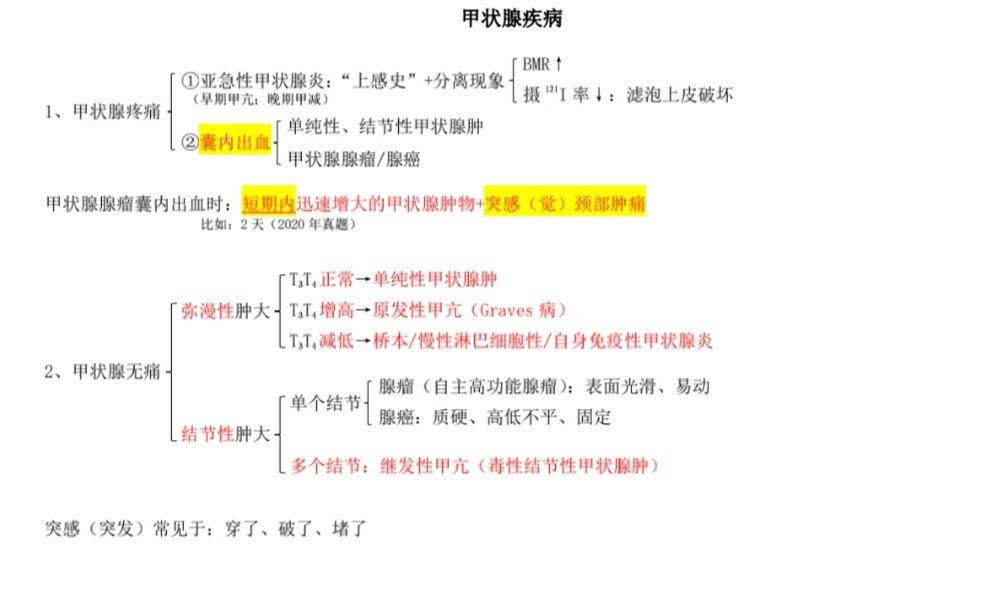 甲状腺疾病
1、甲状腺疼痛
①亚急性甲状腺炎：“上感史”+分离现象
（早期甲亢；晚期甲减）
BMR↑
摄 121I 率↓：滤泡上皮破坏
②囊内出血
单纯性、结节性甲状腺肿
甲状腺腺瘤/腺癌
甲状腺腺瘤囊内出血时：短期内迅速增大的甲状腺肿物+突感（觉）颈部肿痛
比如：2 天（2020 年真题）
2、甲状腺无痛
弥漫性肿大
T3T4 正常→单纯性甲状腺肿
T3T4 增高→原发性甲亢（Graves 病）
T3T4 减低→桥本/慢性淋巴细胞性/自身免疫性甲状腺炎
结节性肿大
单个结节
腺瘤（自主高功能腺瘤）：表面光滑、易动
腺癌：质硬、高低不平、固定
多个结节：继发性甲亢（毒性结节性甲状腺肿）
突感（突发）常见于：穿了、破了、堵了